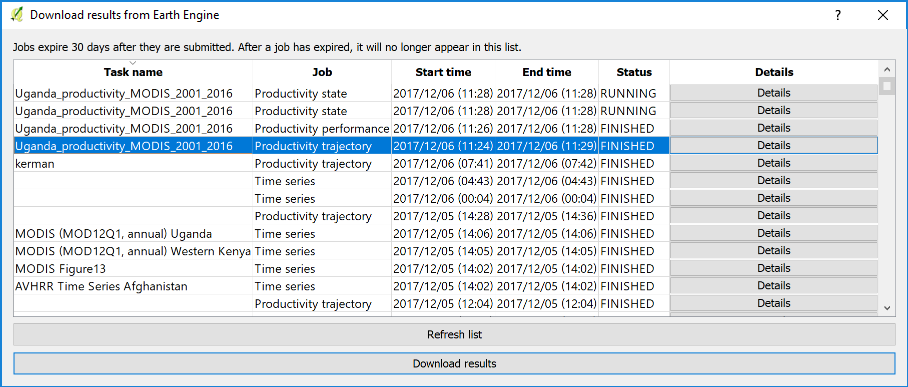 Download results from Earth Engine ?
Jobs expire 30 days after they are submitted. After a job has expired, it will no longer appear in this list.
Task name Job Start time End time Status Details
Uganda_productivity_MODIS_2001_2016 Productivity state 2017/12/06 (11:28) 2017/12/06 (11:28) RUNNING Details
Uganda_productivity_MODIS_2001_2016 Productivity state 2017/12/06 (11:28) 2017/12/06 (11:28) RUNNING Details
Uganda_productivity_MODIS_2001_2016 Productivity performance 2017/12/06 (11:26) 2017/12/06 (11:28) FINISHED Details
Uganda_productivity_MODIS_2001_2016 Productivity trajectory 2017/12/06 (11:24) 2017/12/06 (11:29) FINISHED Details
kerman Productivity trajectory 2017/12/06 (07:41) 2017/12/06 (07:42) FINISHED Details
Time series 2017/12/06 (04:43) 2017/12/06 (04:43) FINISHED Details
Time series 2017/12/06 (00:04) 2017/12/06 (00:04) FINISHED Details
Productivity trajectory 2017/12/05 (14:28) 2017/12/05 (14:36) FINISHED Details
MODIS (MOD12Q1, annual) Uganda Time series 2017/12/05 (14:06) 2017/12/05 (14:06) FINISHED Details
MODIS (MOD12Q1, annual) Western Kenya Time series 2017/12/05 (14:05) 2017/12/05 (14:05) FINISHED Details
MODIS Figure13 Time series 2017/12/05 (14:02) 2017/12/05 (14:02) FINISHED Details
AVHRR Time Series Afghanistan Time series 2017/12/05 (14:02) 2017/12/05 (14:02) FINISHED Details
Productivity trajectory 2017/12/05 (12:04) 2017/12/05 (12:04) FINISHED Details
Refresh list
Download results